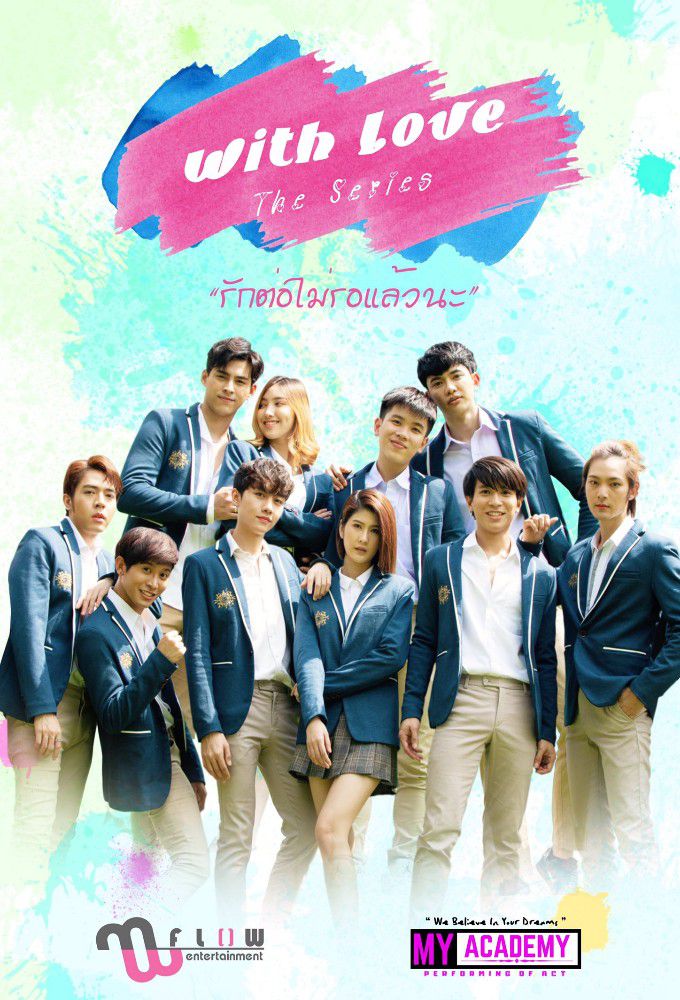 with Love
The Series
"รักต่อไม่รอแล้วนะ"
m FLOW
entertainment
" We Believe In Your Dreams "
MY ACADEMY
PERFORMING OF ACT